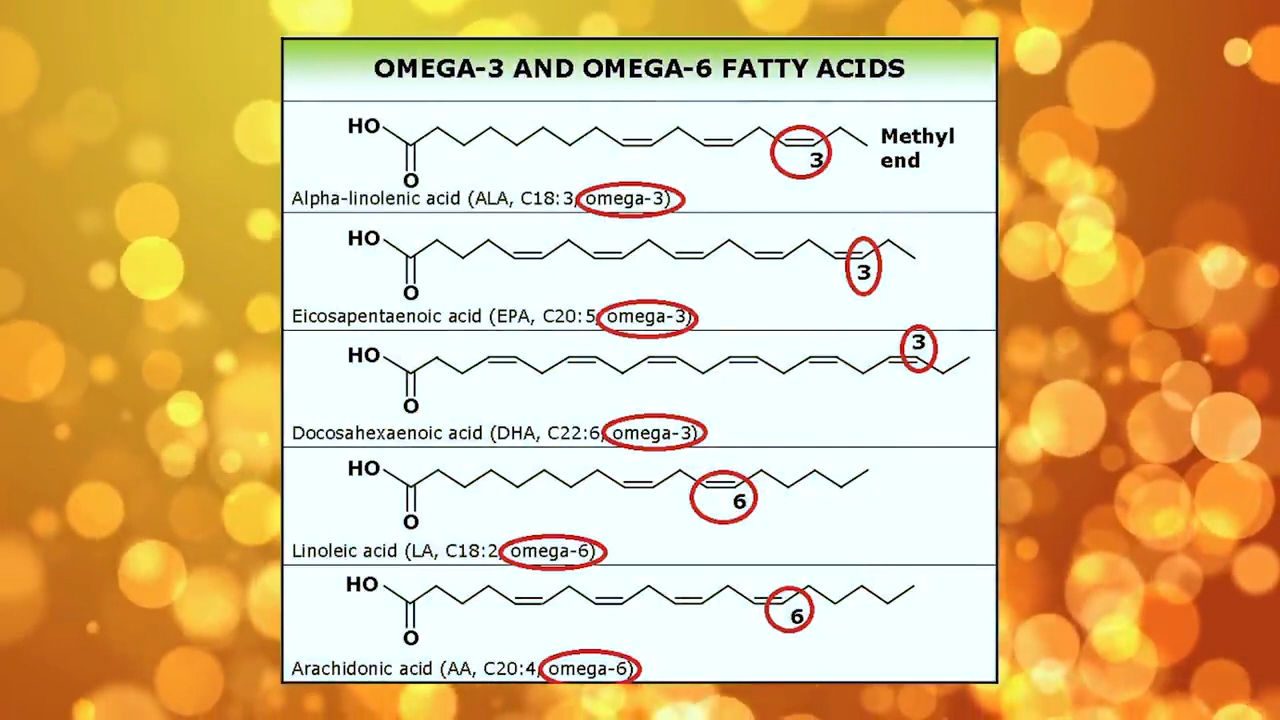 OMEGA-3 AND OMEGA-6 FATTY ACIDS
HO
O
3
Methyl
end
Alpha-linolenic acid (ALA, C18:3, omega-3)
HO
O
3
Eicosapentaenoic acid (EPA, C20:5, omega-3)
HO
O
3
Docosahexaenoic acid (DHA, C22:6, omega-3)
HO
O
6
Linoleic acid (LA, C18:2, omega-6)
HO
O
6
Arachidonic acid (AA, C20:4, omega-6)